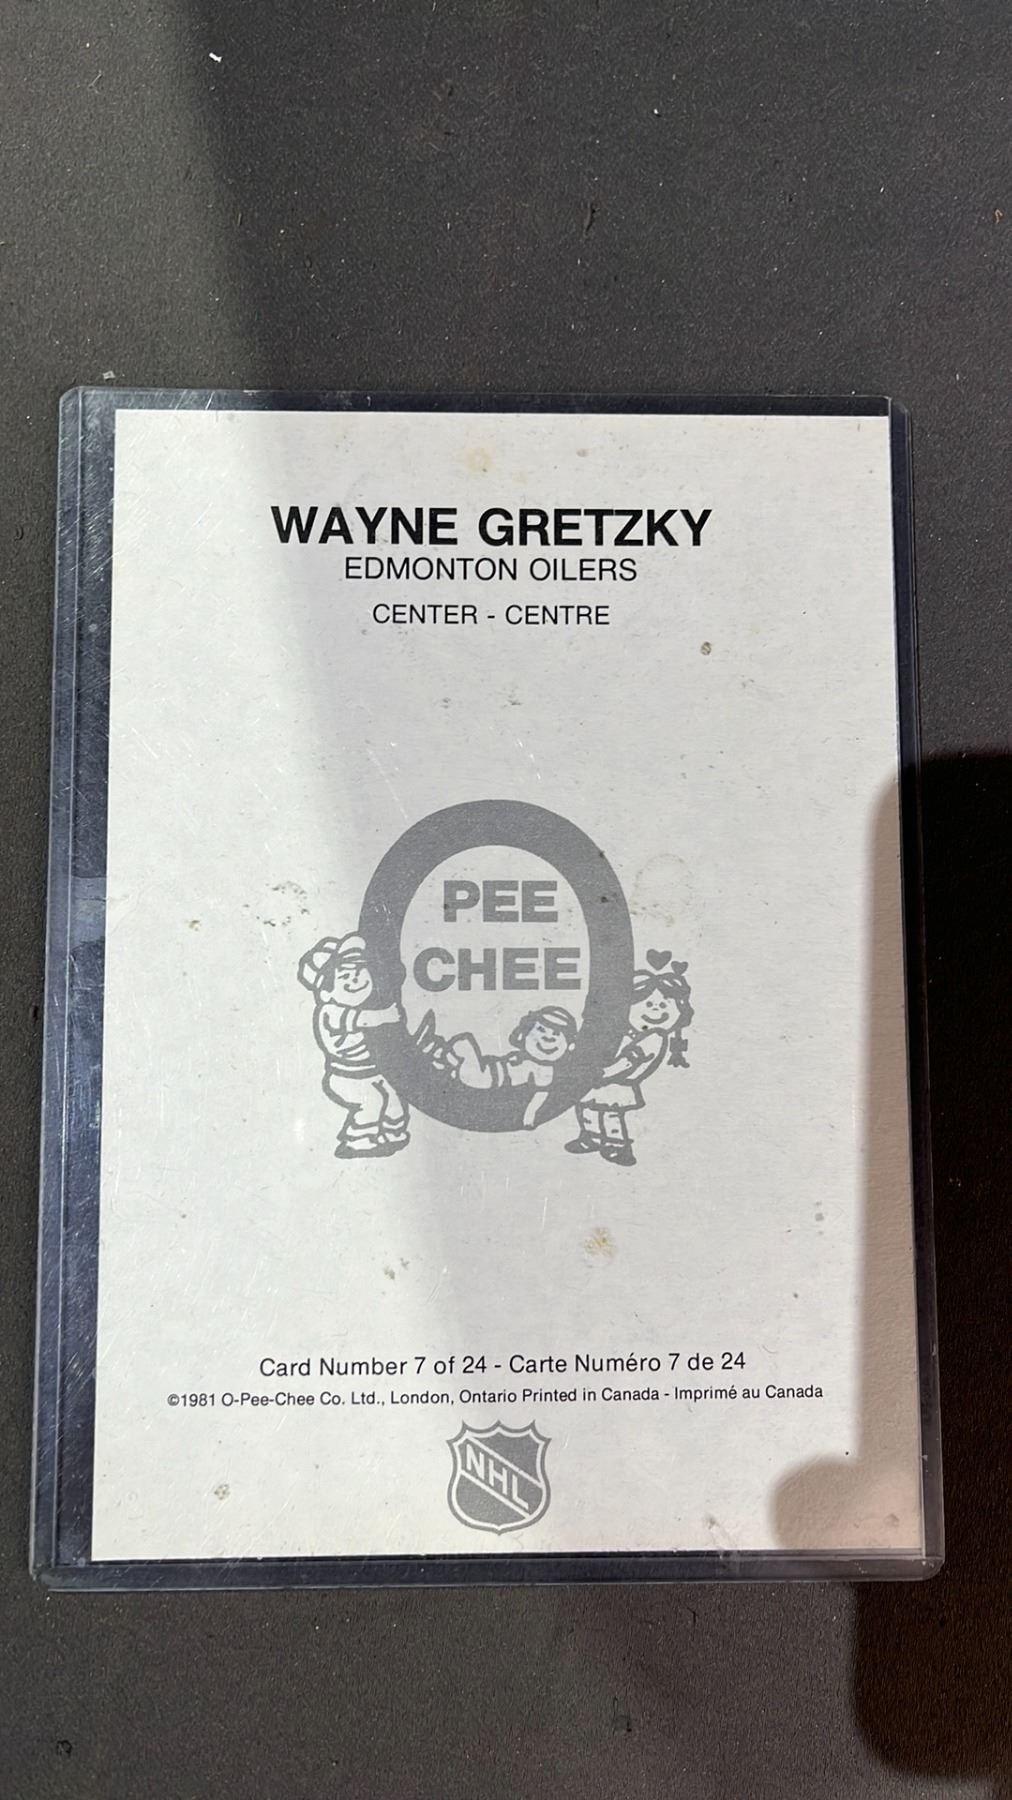 WAYNE GRETZKY
EDMONTON OILERS
CENTER - CENTRE
O
PEE
CHEE
Card Number 7 of 24 - Carte Numéro 7 de 24
©1981 O-Pee-Chee Co. Ltd., London, Ontario Printed in Canada - Imprimé au Canada
NHL